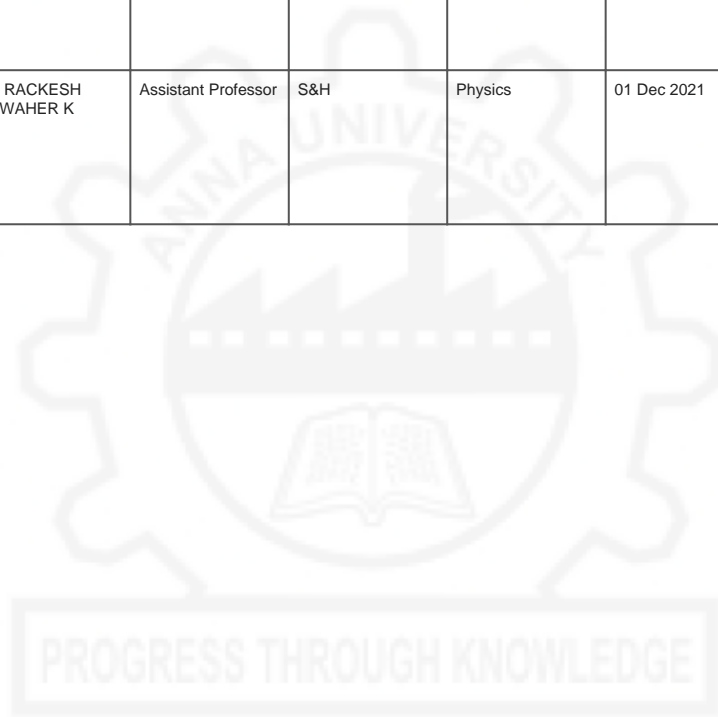 RACKESH
WAHER K
Assistant Professor
S&H
Physics
01 Dec 2021
ANNA UNIVERSITY
PROGRESS THROUGH KNOWLEDGE